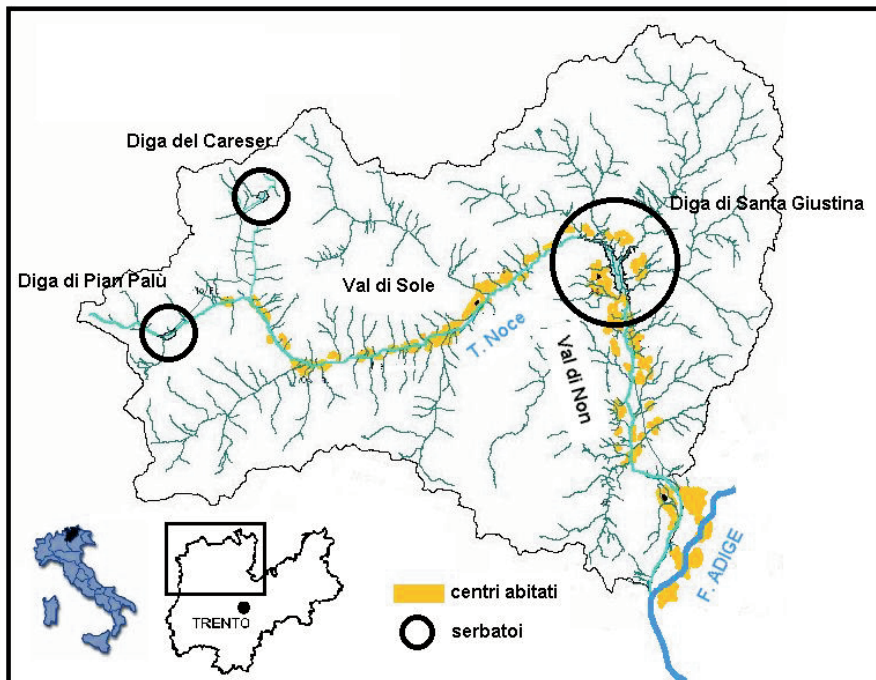 Diga del Careser
Diga di Santa Giustina
Diga di Pian Palù
Val di Sole
T. Noce
Val di Non
F. ADIGE
TRENTO
centri abitati
serbatoi